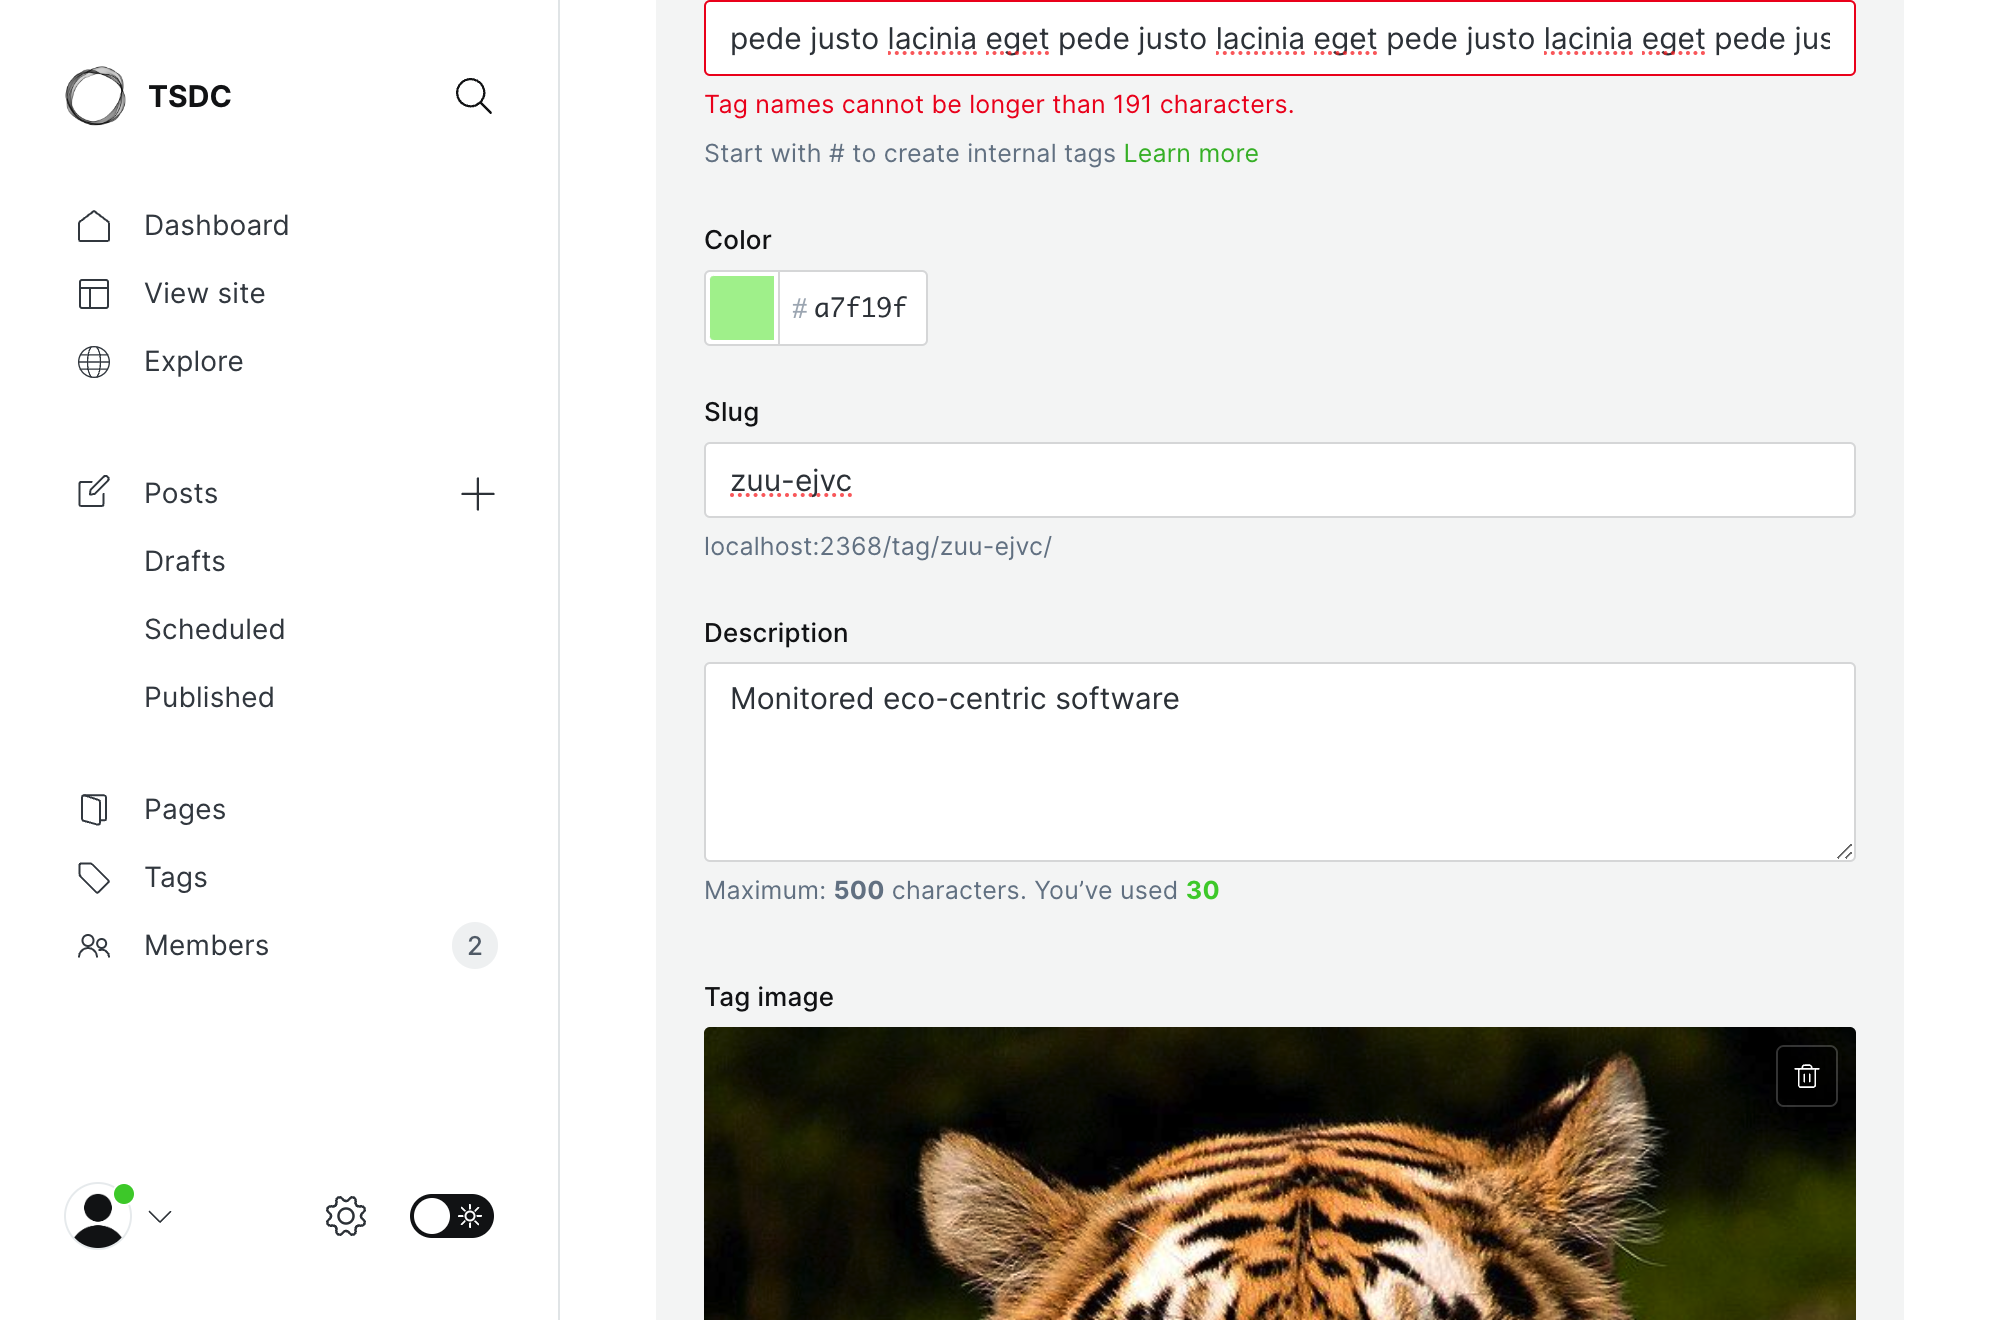 TSDC
Dashboard
View site
Explore
Posts
Drafts
Scheduled
Published
Pages
Tags
Members
2
pede justo lacinia eget pede justo lacinia eget pede justo lacinia eget pede jus
Tag names cannot be longer than 191 characters.
Start with # to create internal tags Learn more
Color
# a7f19f
Slug
zuu-ejvc
localhost:2368/tag/zuu-ejvc/
Description
Monitored eco-centric software
Maximum: 500 characters. You’ve used 30
Tag image